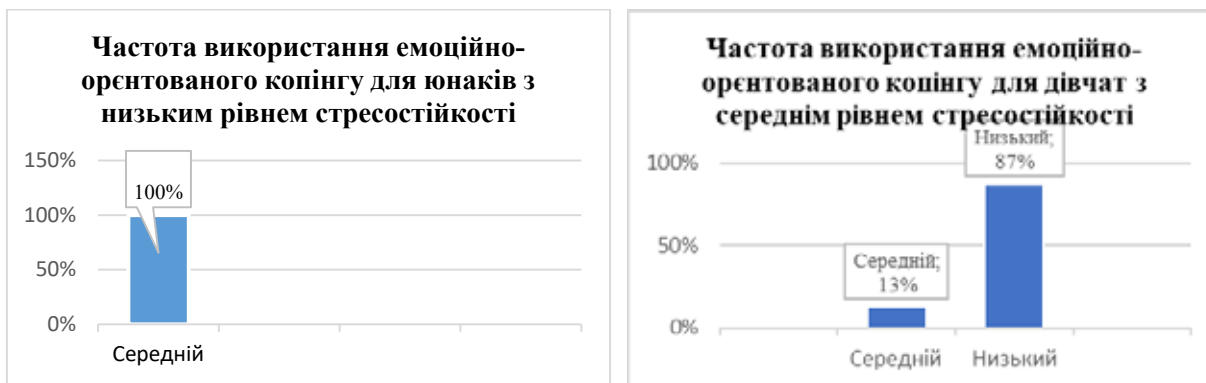 Частота використання емоційно-
орєнтованого копінгу для юнаків з
низьким рівнем стресостійкості
150%
100%
100%
50%
0%
Середній
Частота використання емоційно-
орєнтованого копінгу для дівчат з
середнім рівнем стресостійкості
Низький;
87%
100%
50%
Середній;
13%
0%
Середній
Низький